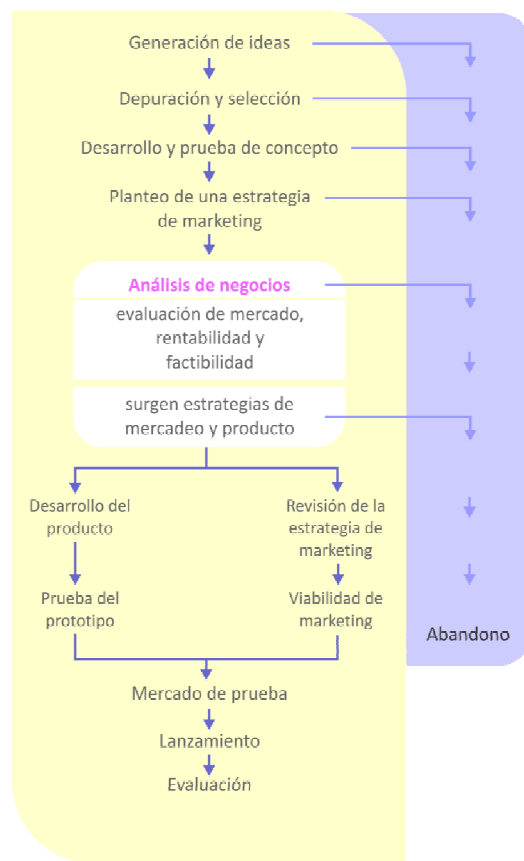 Generación de ideas
Depuración y selección
Desarrollo y prueba de concepto
Planteo de una estrategia
de marketing
Análisis de negocios
evaluación de mercado,
rentabilidad y
factibilidad
surgen estrategias de
mercadeo y producto
Desarrollo del
producto
Revisión de la
estrategia de
marketing
Prueba del
prototipo
Viabilidad de
marketing
Abandono
Mercado de prueba
Lanzamiento
Evaluación